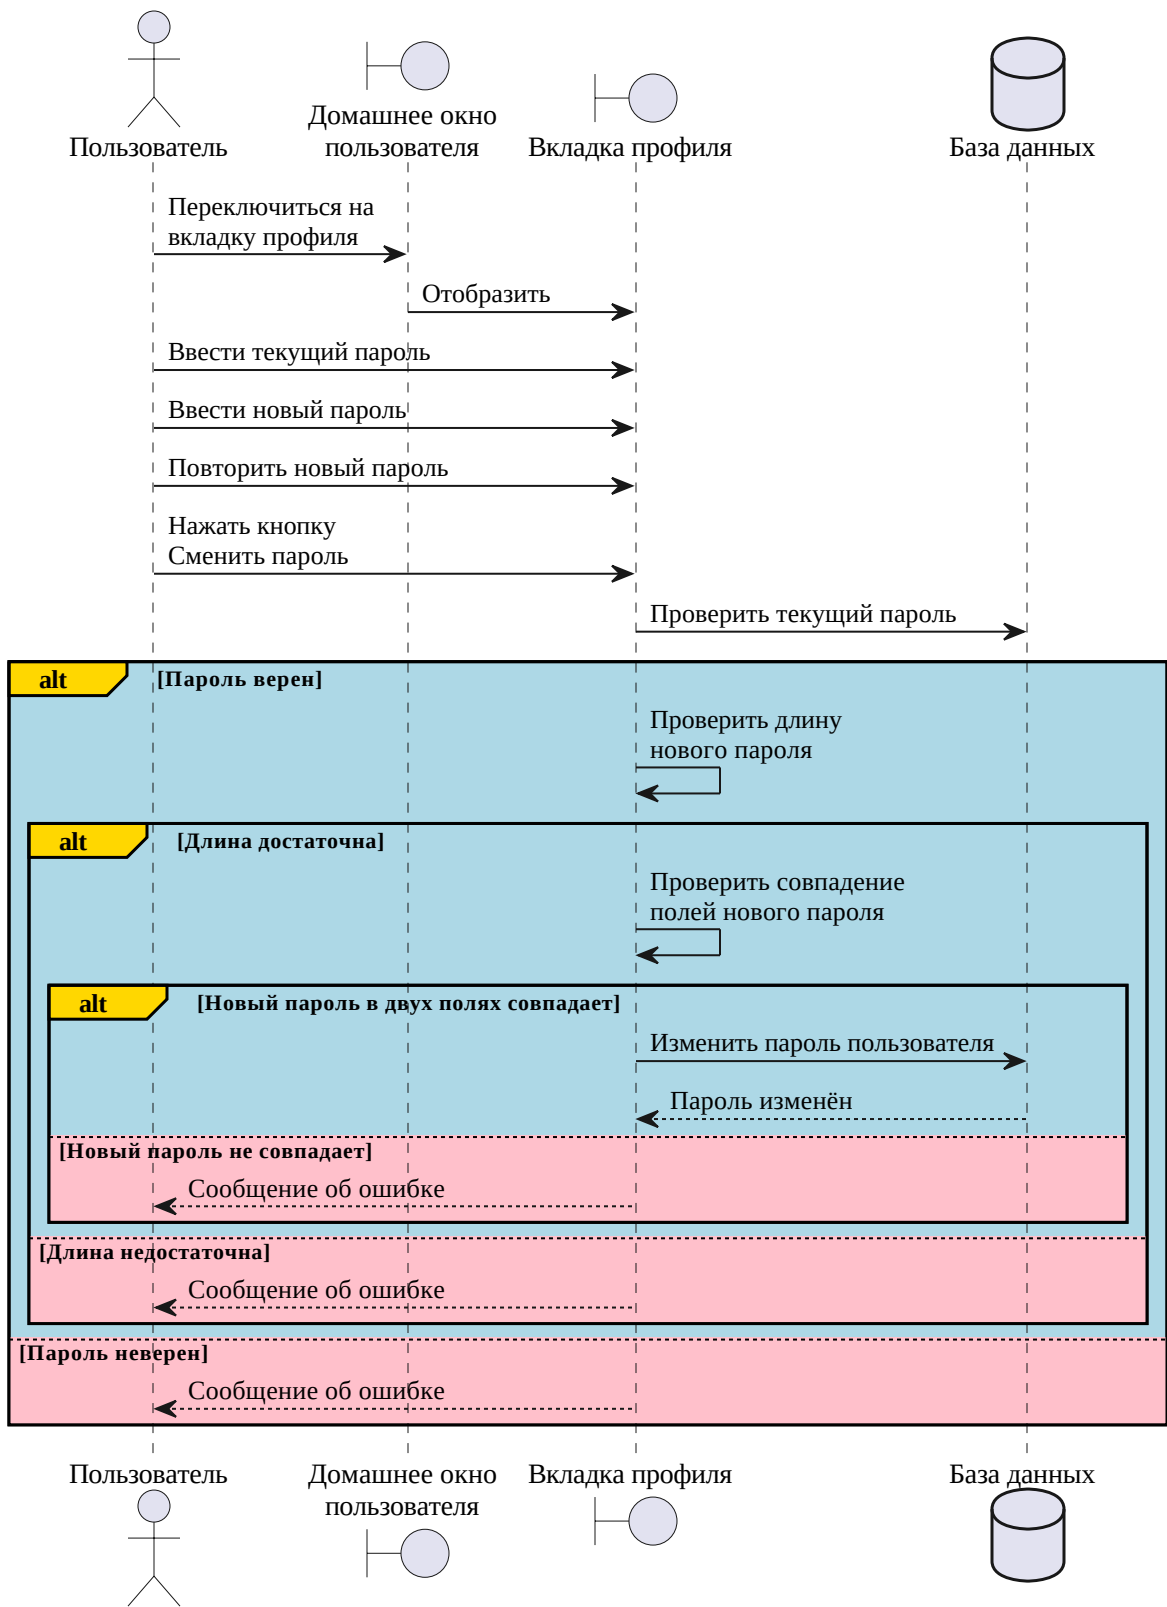 Пользователь
Домашнее окно
пользователя
Вкладка профиля
База данных
Переключиться на
вкладку профиля
Отобразить
Ввести текущий пароль
Ввести новый пароль
Повторить новый пароль
Нажать кнопку
Сменить пароль
Проверить текущий пароль
alt [Пароль верен]
Проверить длину
нового пароля
alt [Длина достаточна]
Проверить совпадение
полей нового пароля
alt [Новый пароль в двух полях совпадает]
Изменить пароль пользователя
Пароль изменён
[Новый пароль не совпадает]
Сообщение об ошибке
[Длина недостаточна]
Сообщение об ошибке
[Пароль неверен]
Сообщение об ошибке
Пользователь
Домашнее окно
пользователя
Вкладка профиля
База данных